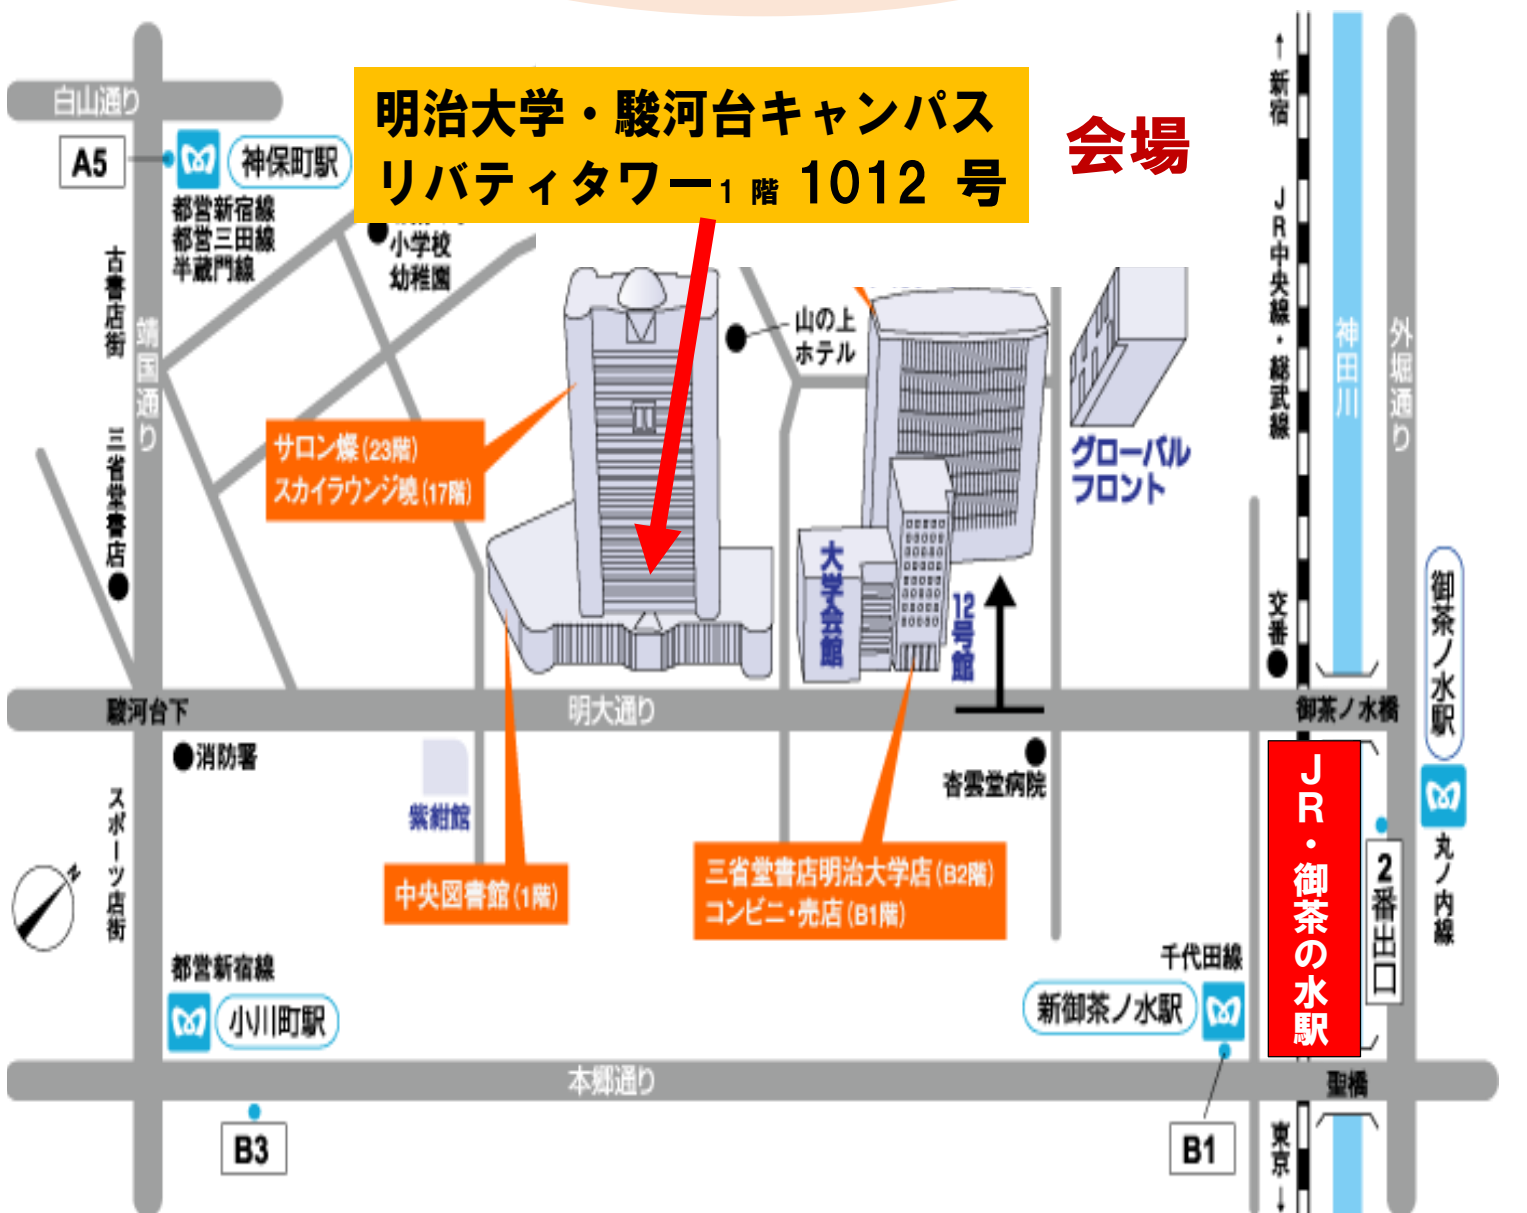 白山通り
A5
神保町駅
都営新宿線
都営三田線
半蔵門線
明治大学・駿河台キャンパス
リバティタワー1 階 1012 号
会場
小学校
幼稚園
古書店街
靖国通り
三省堂書店
山の上
ホテル
サロン燦(23階)
スカイラウンジ暁(17階)
グローバル
フロント
↑新宿
JR中央線・総武線
神田川
外堀通り
大学会館
12号館
交番
御茶ノ水駅
駿河台下
明大通り
御茶ノ水橋
消防署
紫紺館
杏雲堂病院
JR・御茶の水駅
スポーツ店街
N
中央図書館(1階)
三省堂書店明治大学店(B2階)
コンビニ・売店(B1階)
2番出口
丸ノ内線
都営新宿線
小川町駅
千代田線
新御茶ノ水駅
本郷通り
聖橋
B3
B1
東京↓